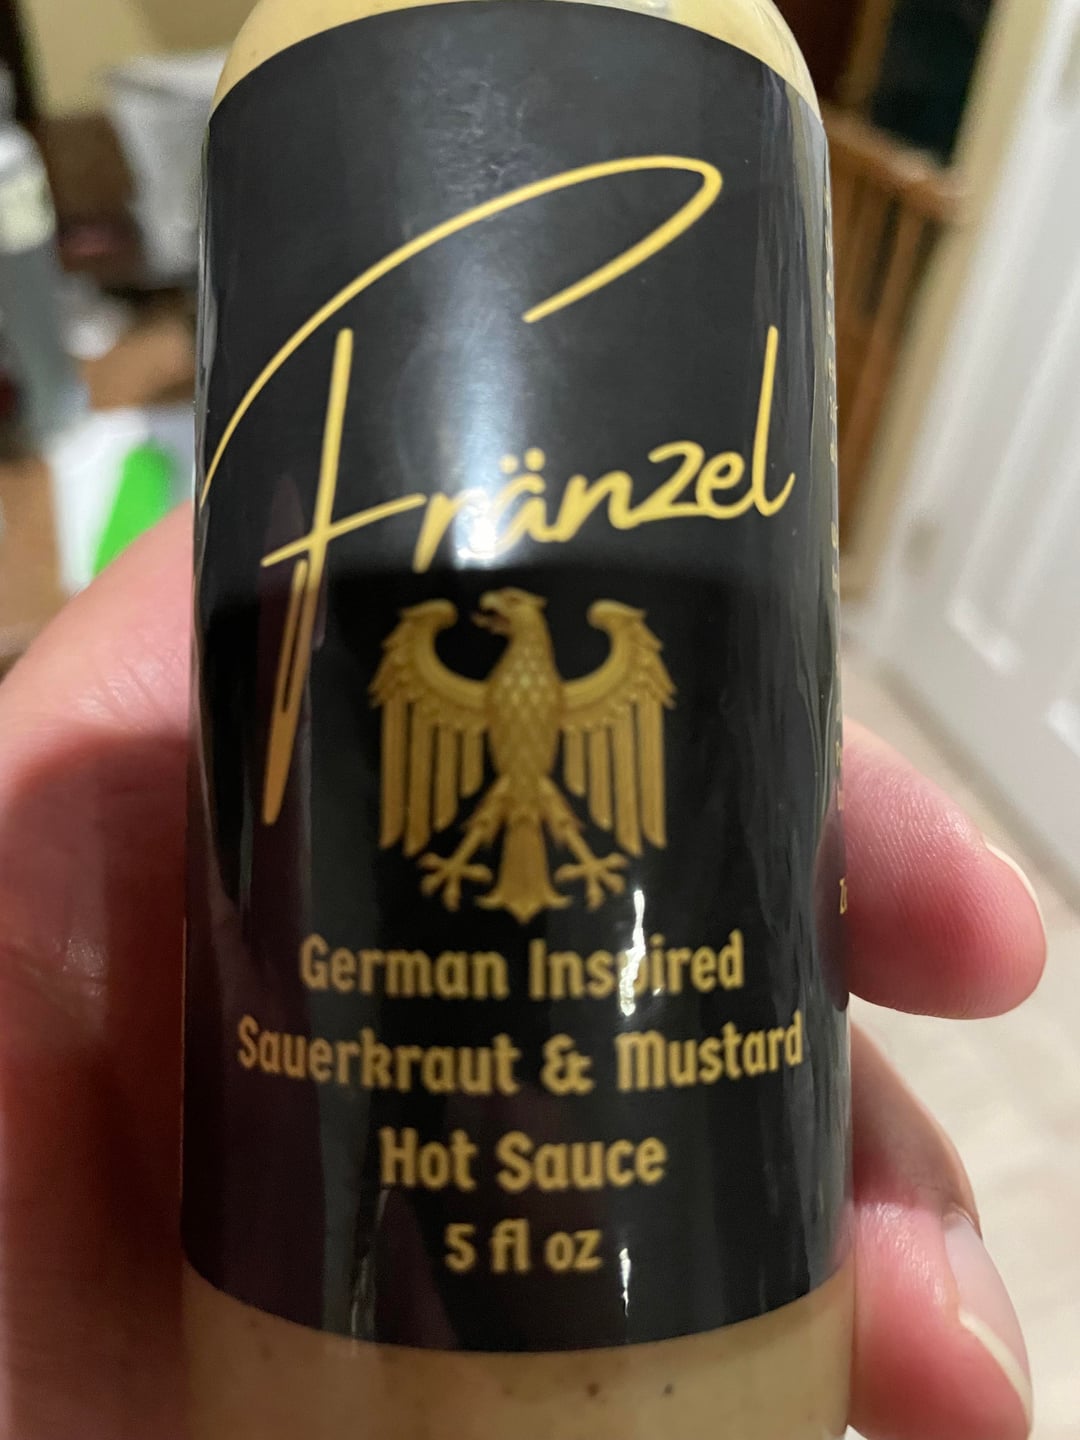 Fränzel
German Inspired
Sauerkraut & Mustard
Hot Sauce
5 fl oz